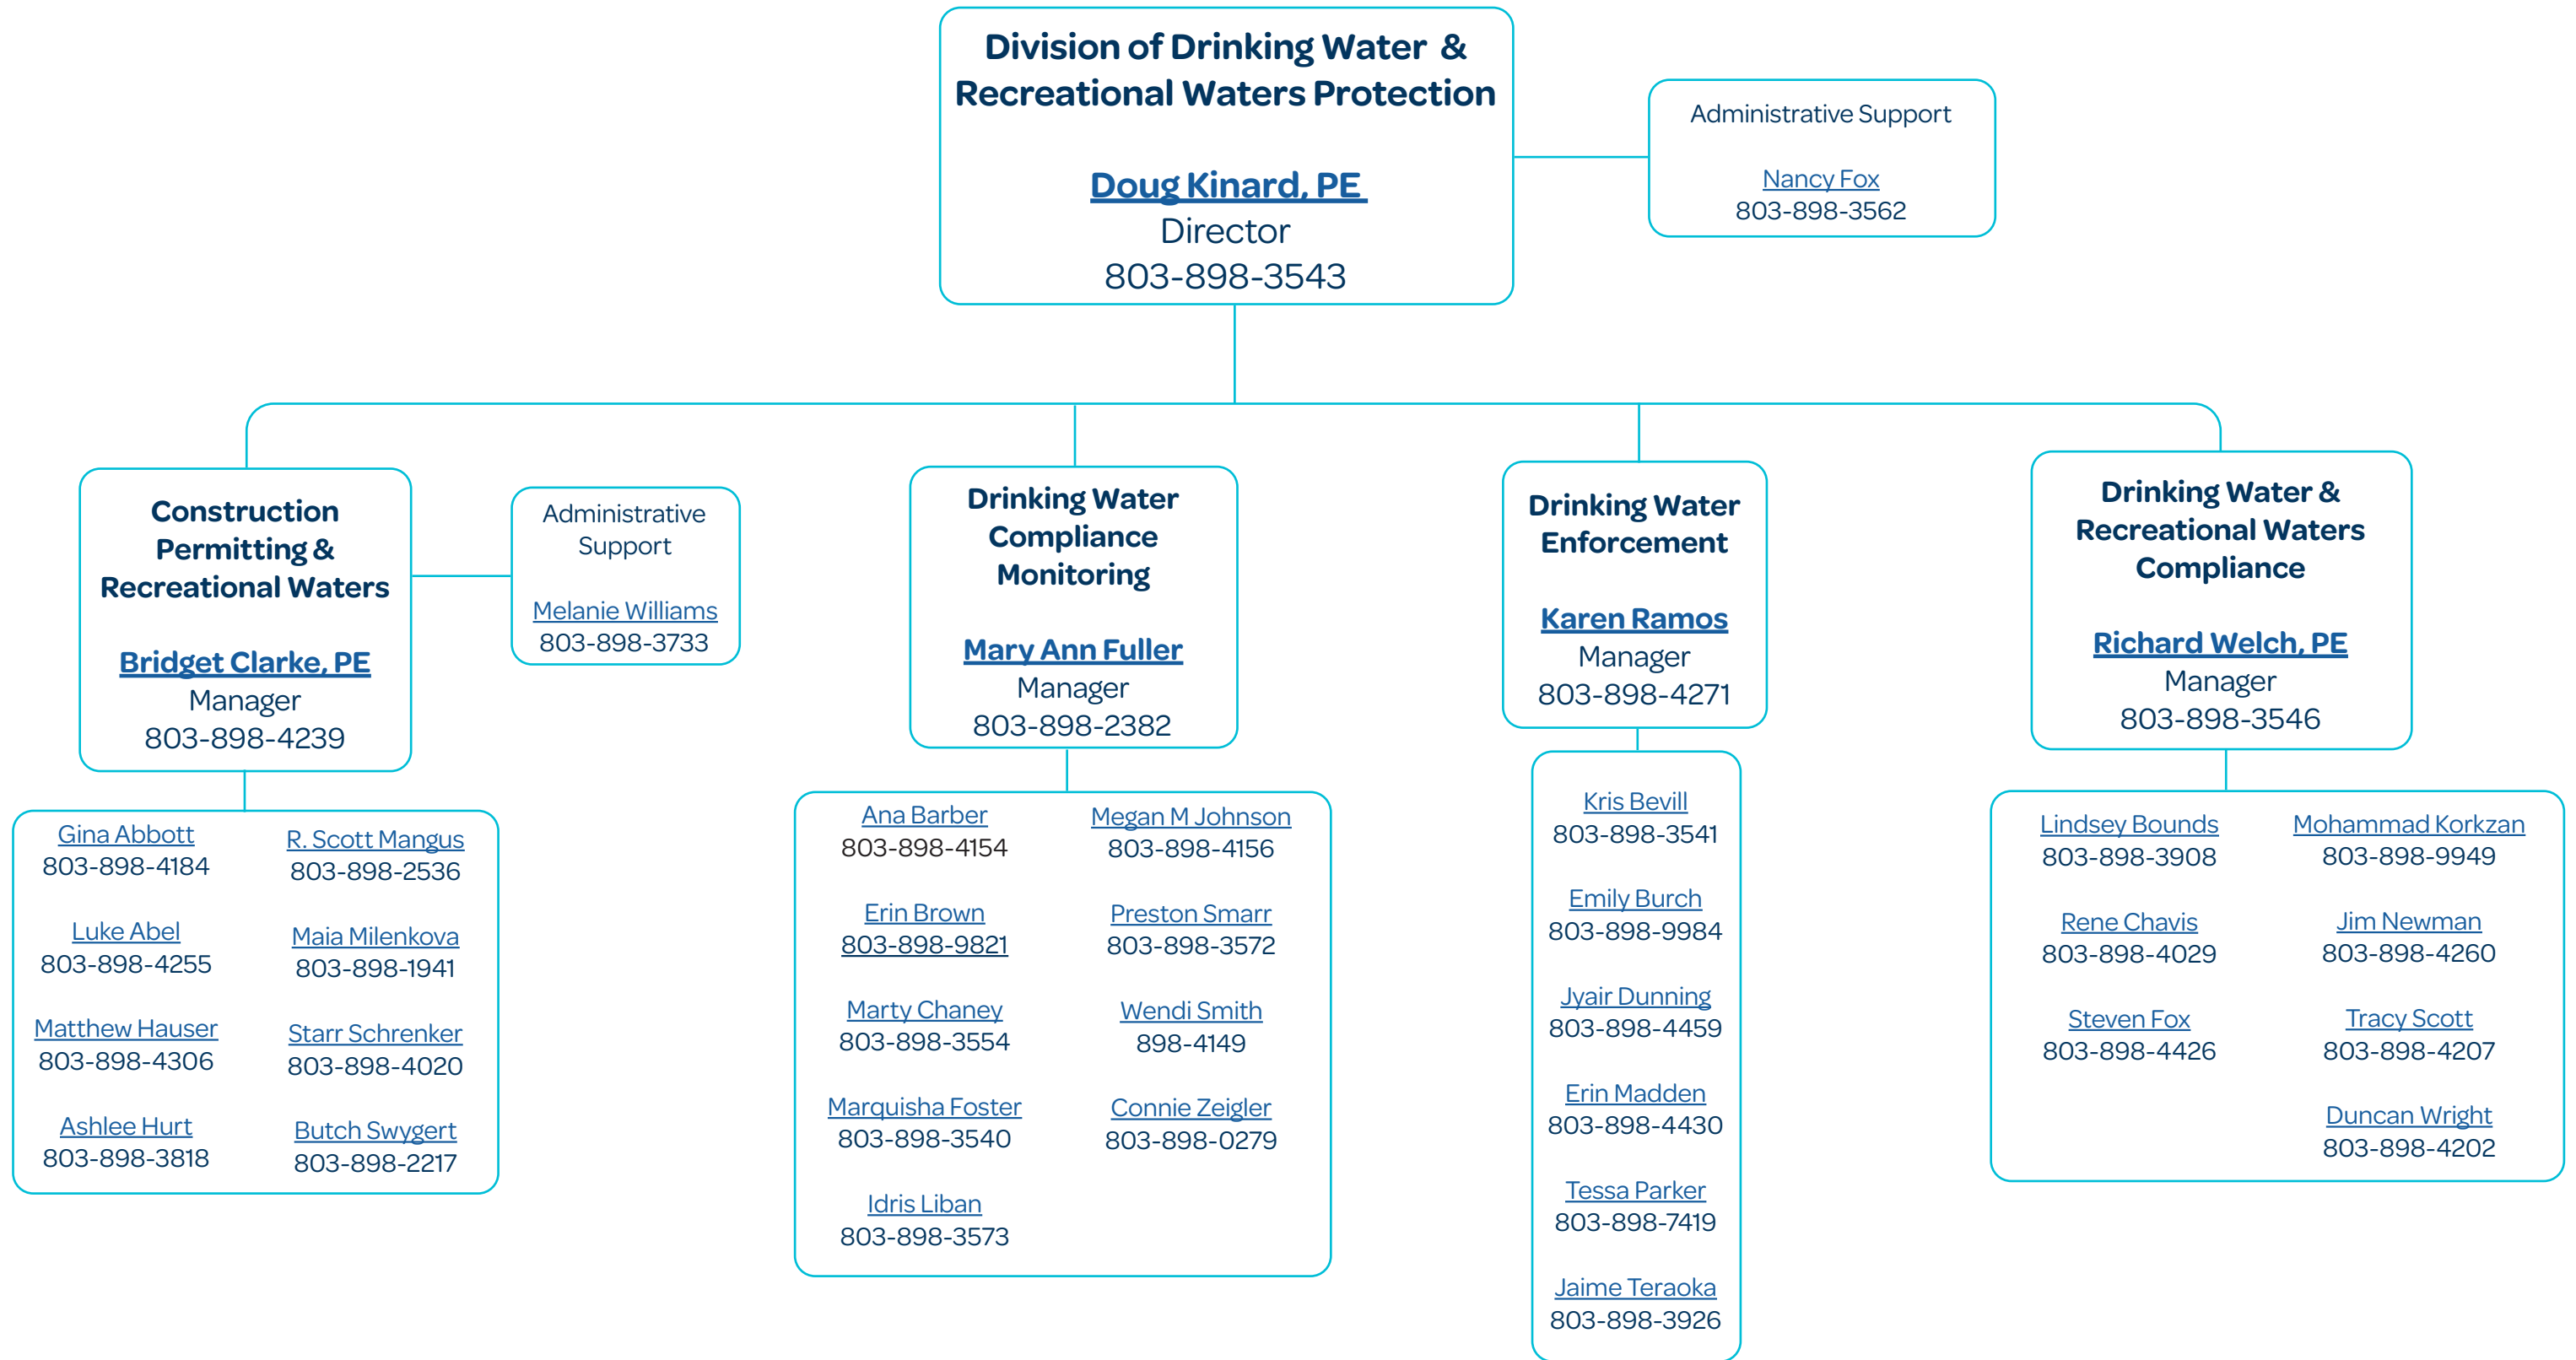 Division of Drinking Water &
Recreational Waters Protection
Doug Kinard, PE
Director
803-898-3543
Administrative Support
Nancy Fox
803-898-3562
Construction
Permitting &
Recreational Waters
Bridget Clarke, PE
Manager
803-898-4239
Administrative
Support
Melanie Williams
803-898-3733
Drinking Water
Compliance
Monitoring
Mary Ann Fuller
Manager
803-898-2382
Drinking Water
Enforcement
Karen Ramos
Manager
803-898-4271
Drinking Water &
Recreational Waters
Compliance
Richard Welch, PE
Manager
803-898-3546
Gina Abbott
803-898-4184
Luke Abel
803-898-4255
Matthew Hauser
803-898-4306
Ashlee Hurt
803-898-3818
R. Scott Mangus
803-898-2536
Maia Milenkova
803-898-1941
Starr Schrenker
803-898-4020
Butch Swygert
803-898-2217
Ana Barber
803-898-4154
Erin Brown
803-898-9821
Marty Chaney
803-898-3554
Marquisha Foster
803-898-3540
Idris Liban
803-898-3573
Megan M Johnson
803-898-4156
Preston Smarr
803-898-3572
Wendi Smith
898-4149
Connie Zeigler
803-898-0279
Kris Bevill
803-898-3541
Emily Burch
803-898-9984
Jyair Dunning
803-898-4459
Erin Madden
803-898-4430
Tessa Parker
803-898-7419
Jaime Teraoka
803-898-3926
Lindsey Bounds
803-898-3908
Rene Chavis
803-898-4029
Steven Fox
803-898-4426
Mohammad Korkzan
803-898-9949
Jim Newman
803-898-4260
Tracy Scott
803-898-4207
Duncan Wright
803-898-4202